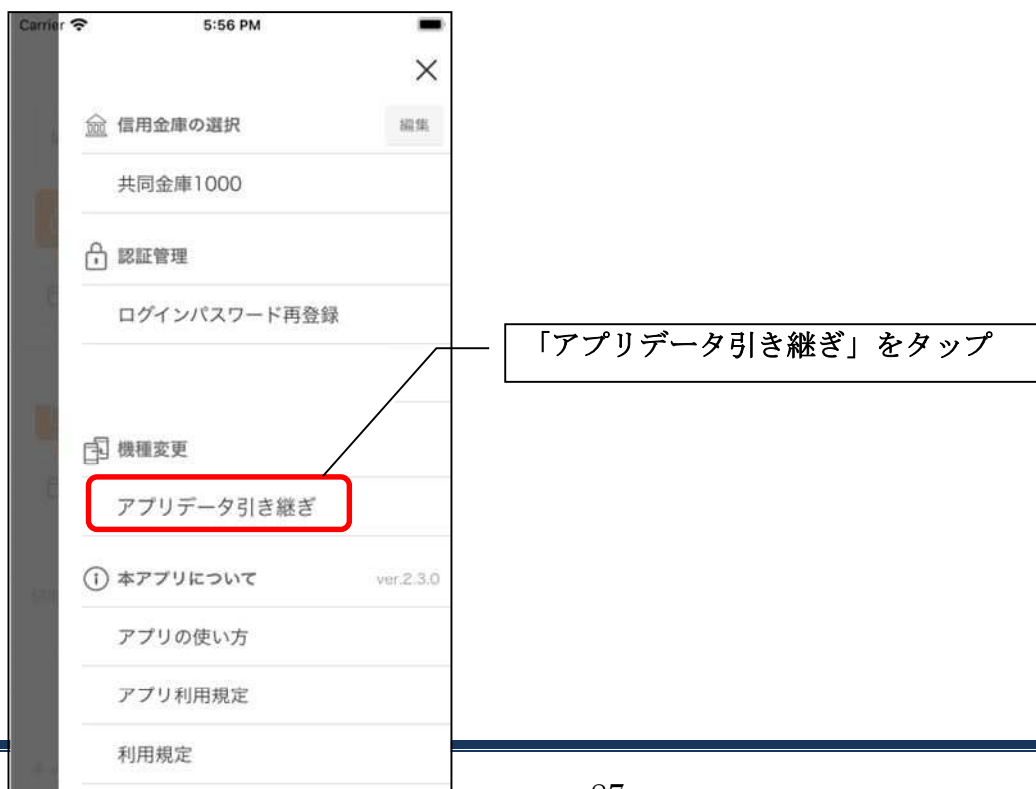 Carrier 5:56 PM
信用金庫の選択 編集
共同金庫1000
認証管理
ログインパスワード再登録
「アプリデータ引き継ぎ」をタップ
機種変更
アプリデータ引き継ぎ
本アプリについて ver.2.3.0
アプリの使い方
アプリ利用規定
利用規定